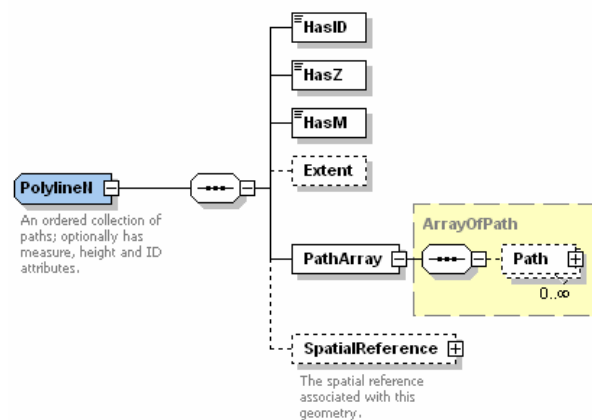 HasID
HasZ
HasM
Extent
PolylineN
An ordered collection of
paths; optionally has
measure, height and ID
attributes.
ArrayOfPath
PathArray
Path
0..∞
SpatialReference
The spatial reference
associated with this
geometry.